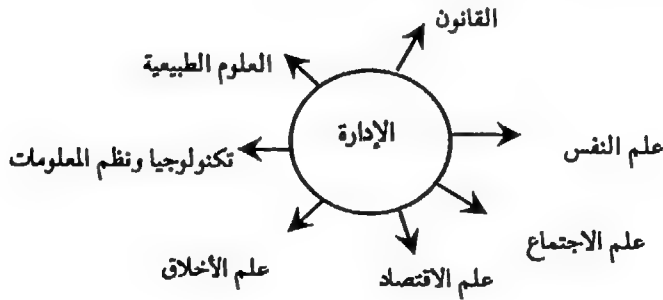 القانون
العلوم الطبيعية
الإدارة
علم النفس
تكنولوجيا ونظم المعلومات
علم الاجتماع
علم الأخلاق
علم الاقتصاد